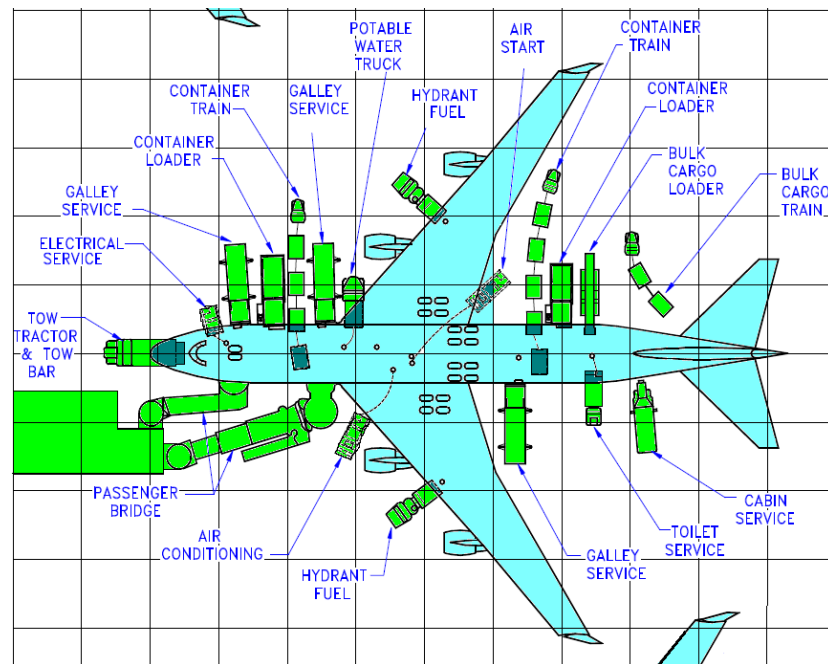 POTABLE
WATER
TRUCK
AIR
START
CONTAINER
TRAIN
CONTAINER
TRAIN
GALLEY
SERVICE
HYDRANT
FUEL
CONTAINER
LOADER
CONTAINER
LOADER
BULK
CARGO
LOADER
BULK
CARGO
TRAIN
GALLEY
SERVICE
ELECTRICAL
SERVICE
TOW
TRACTOR
& TOW
BAR
PASSENGER
BRIDGE
AIR
CONDITIONING
HYDRANT
FUEL
GALLEY
SERVICE
TOILET
SERVICE
CABIN
SERVICE